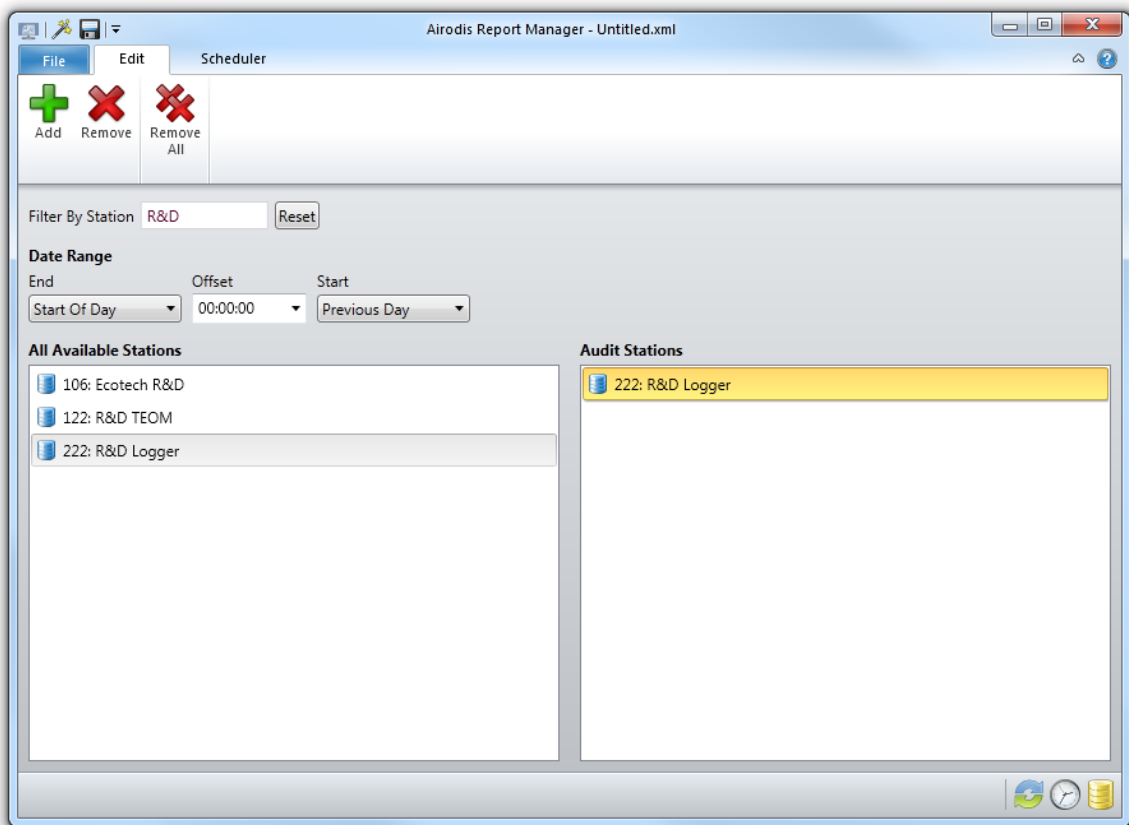 Airodis Report Manager - Untitled.xml
File Edit Scheduler
Add Remove Remove All
Filter By Station R&D Reset
Date Range
End Offset Start
Start Of Day 00:00:00 Previous Day
All Available Stations
106: Ecotech R&D
122: R&D TEOM
222: R&D Logger
Audit Stations
222: R&D Logger